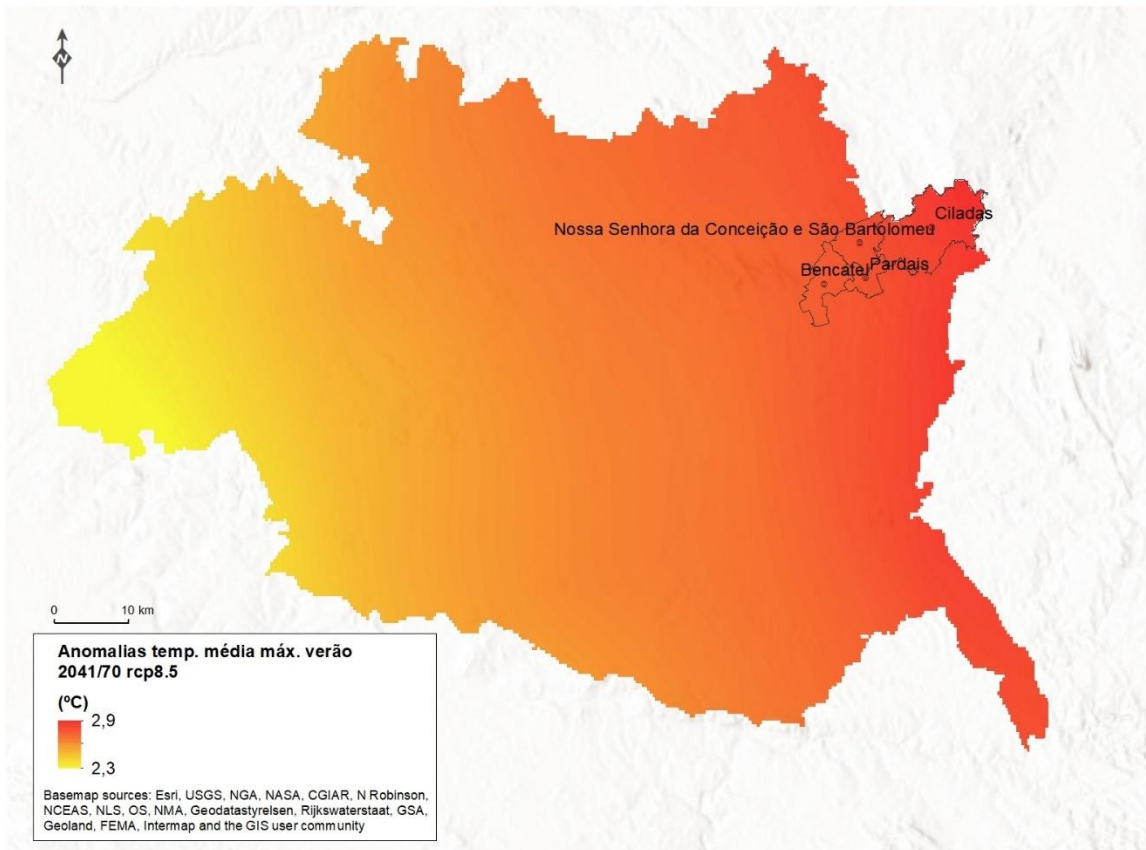 N
Ciladas
Nossa Senhora da Conceição e São Bartolomeu
Bencatel
Pardais
0 10 km
Anomalias temp. média máx. verão
2041/70 rcp8.5
(ºC)
2,9
2,3
Basemap sources: Esri, USGS, NGA, NASA, CGIAR, N Robinson,
NCEAS, NLS, OS, NMA, Geodatastyrelsen, Rijkswaterstaat, GSA,
Geoland, FEMA, Intermap and the GIS user community